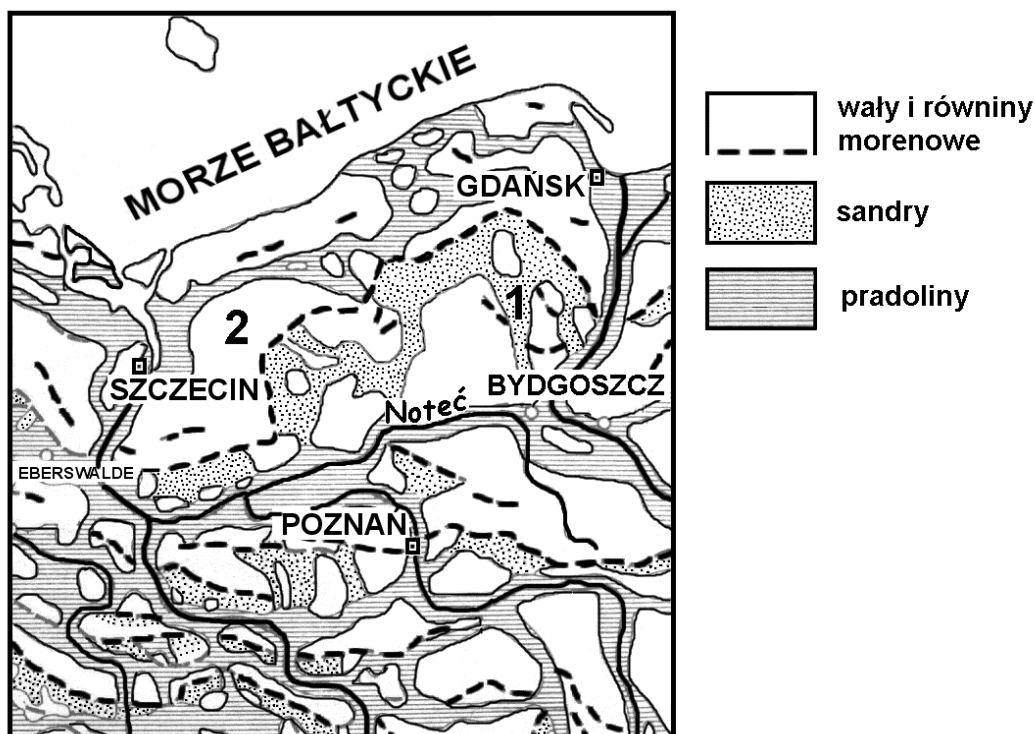 MORZE BAŁTYCKIE
GDAŃSK
1
2
SZCZECIN
BYDGOSZCZ
Noteć
EBERSWALDE
POZNAŃ
wały i równiny
morenowe
sandry
pradoliny